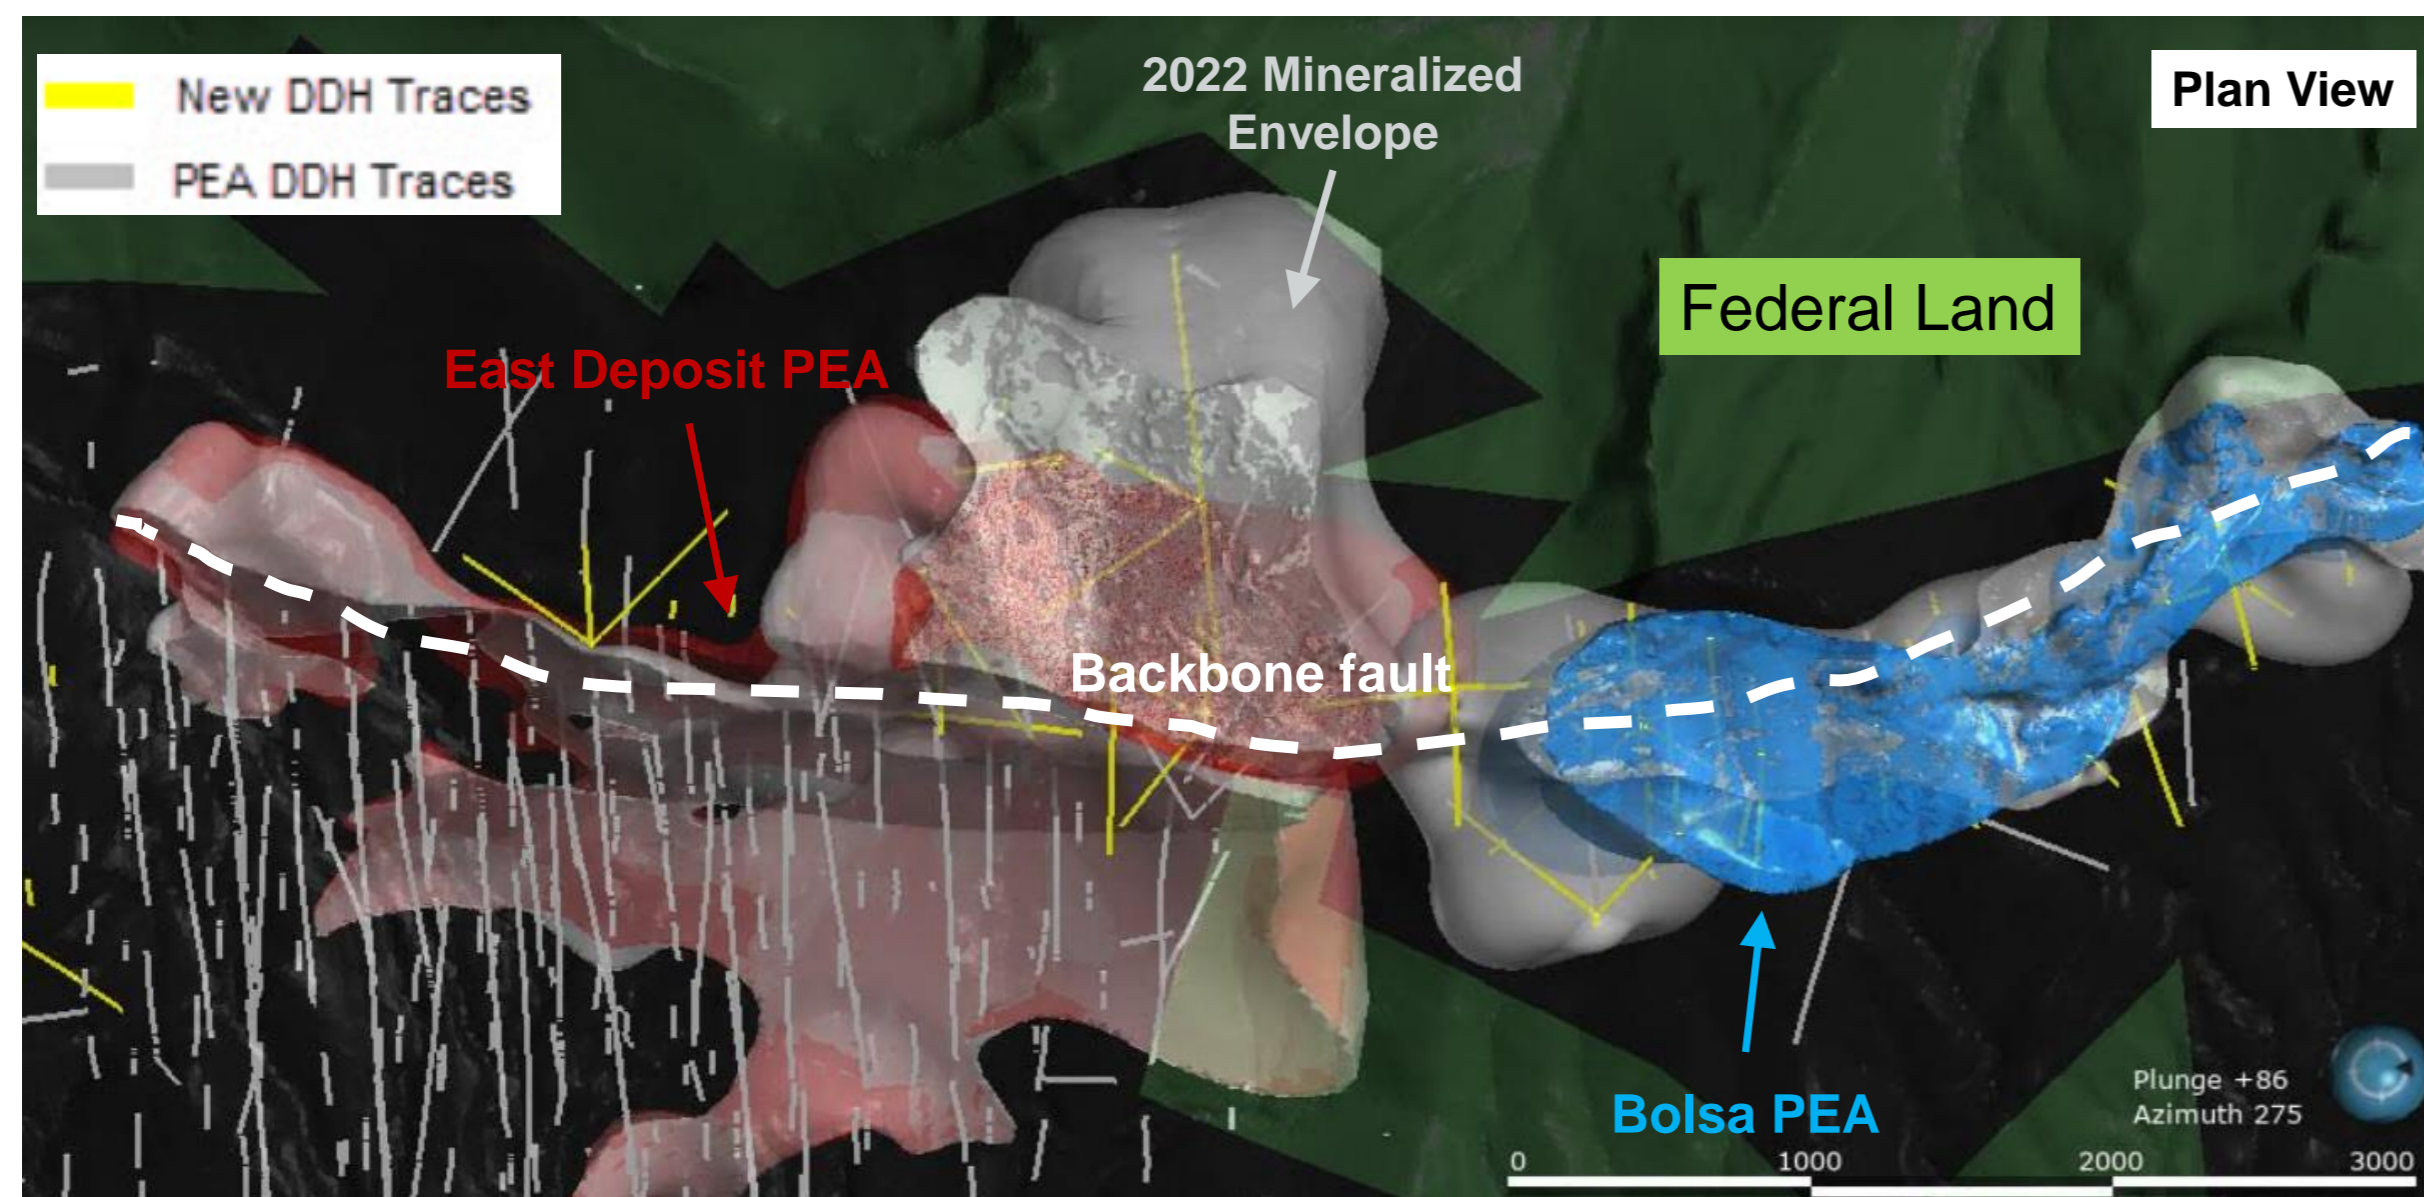 New DDH Traces
PEA DDH Traces
2022 Mineralized
Envelope
Plan View
Federal Land
East Deposit PEA
Backbone fault
Bolsa PEA
Plunge +86
Azimuth 275
0 1000 2000 3000